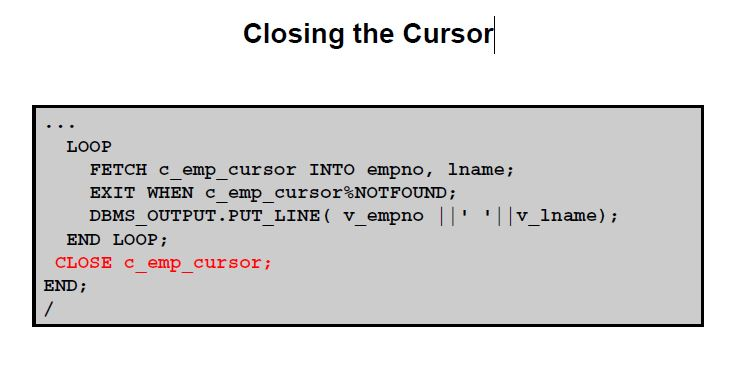 Closing the Cursor
...
LOOP
FETCH c_emp_cursor INTO empno, lname;
EXIT WHEN c_emp_cursor%NOTFOUND;
DBMS_OUTPUT.PUT_LINE( v_empno ||' '||v_lname);
END LOOP;
CLOSE c_emp_cursor;
END;
/